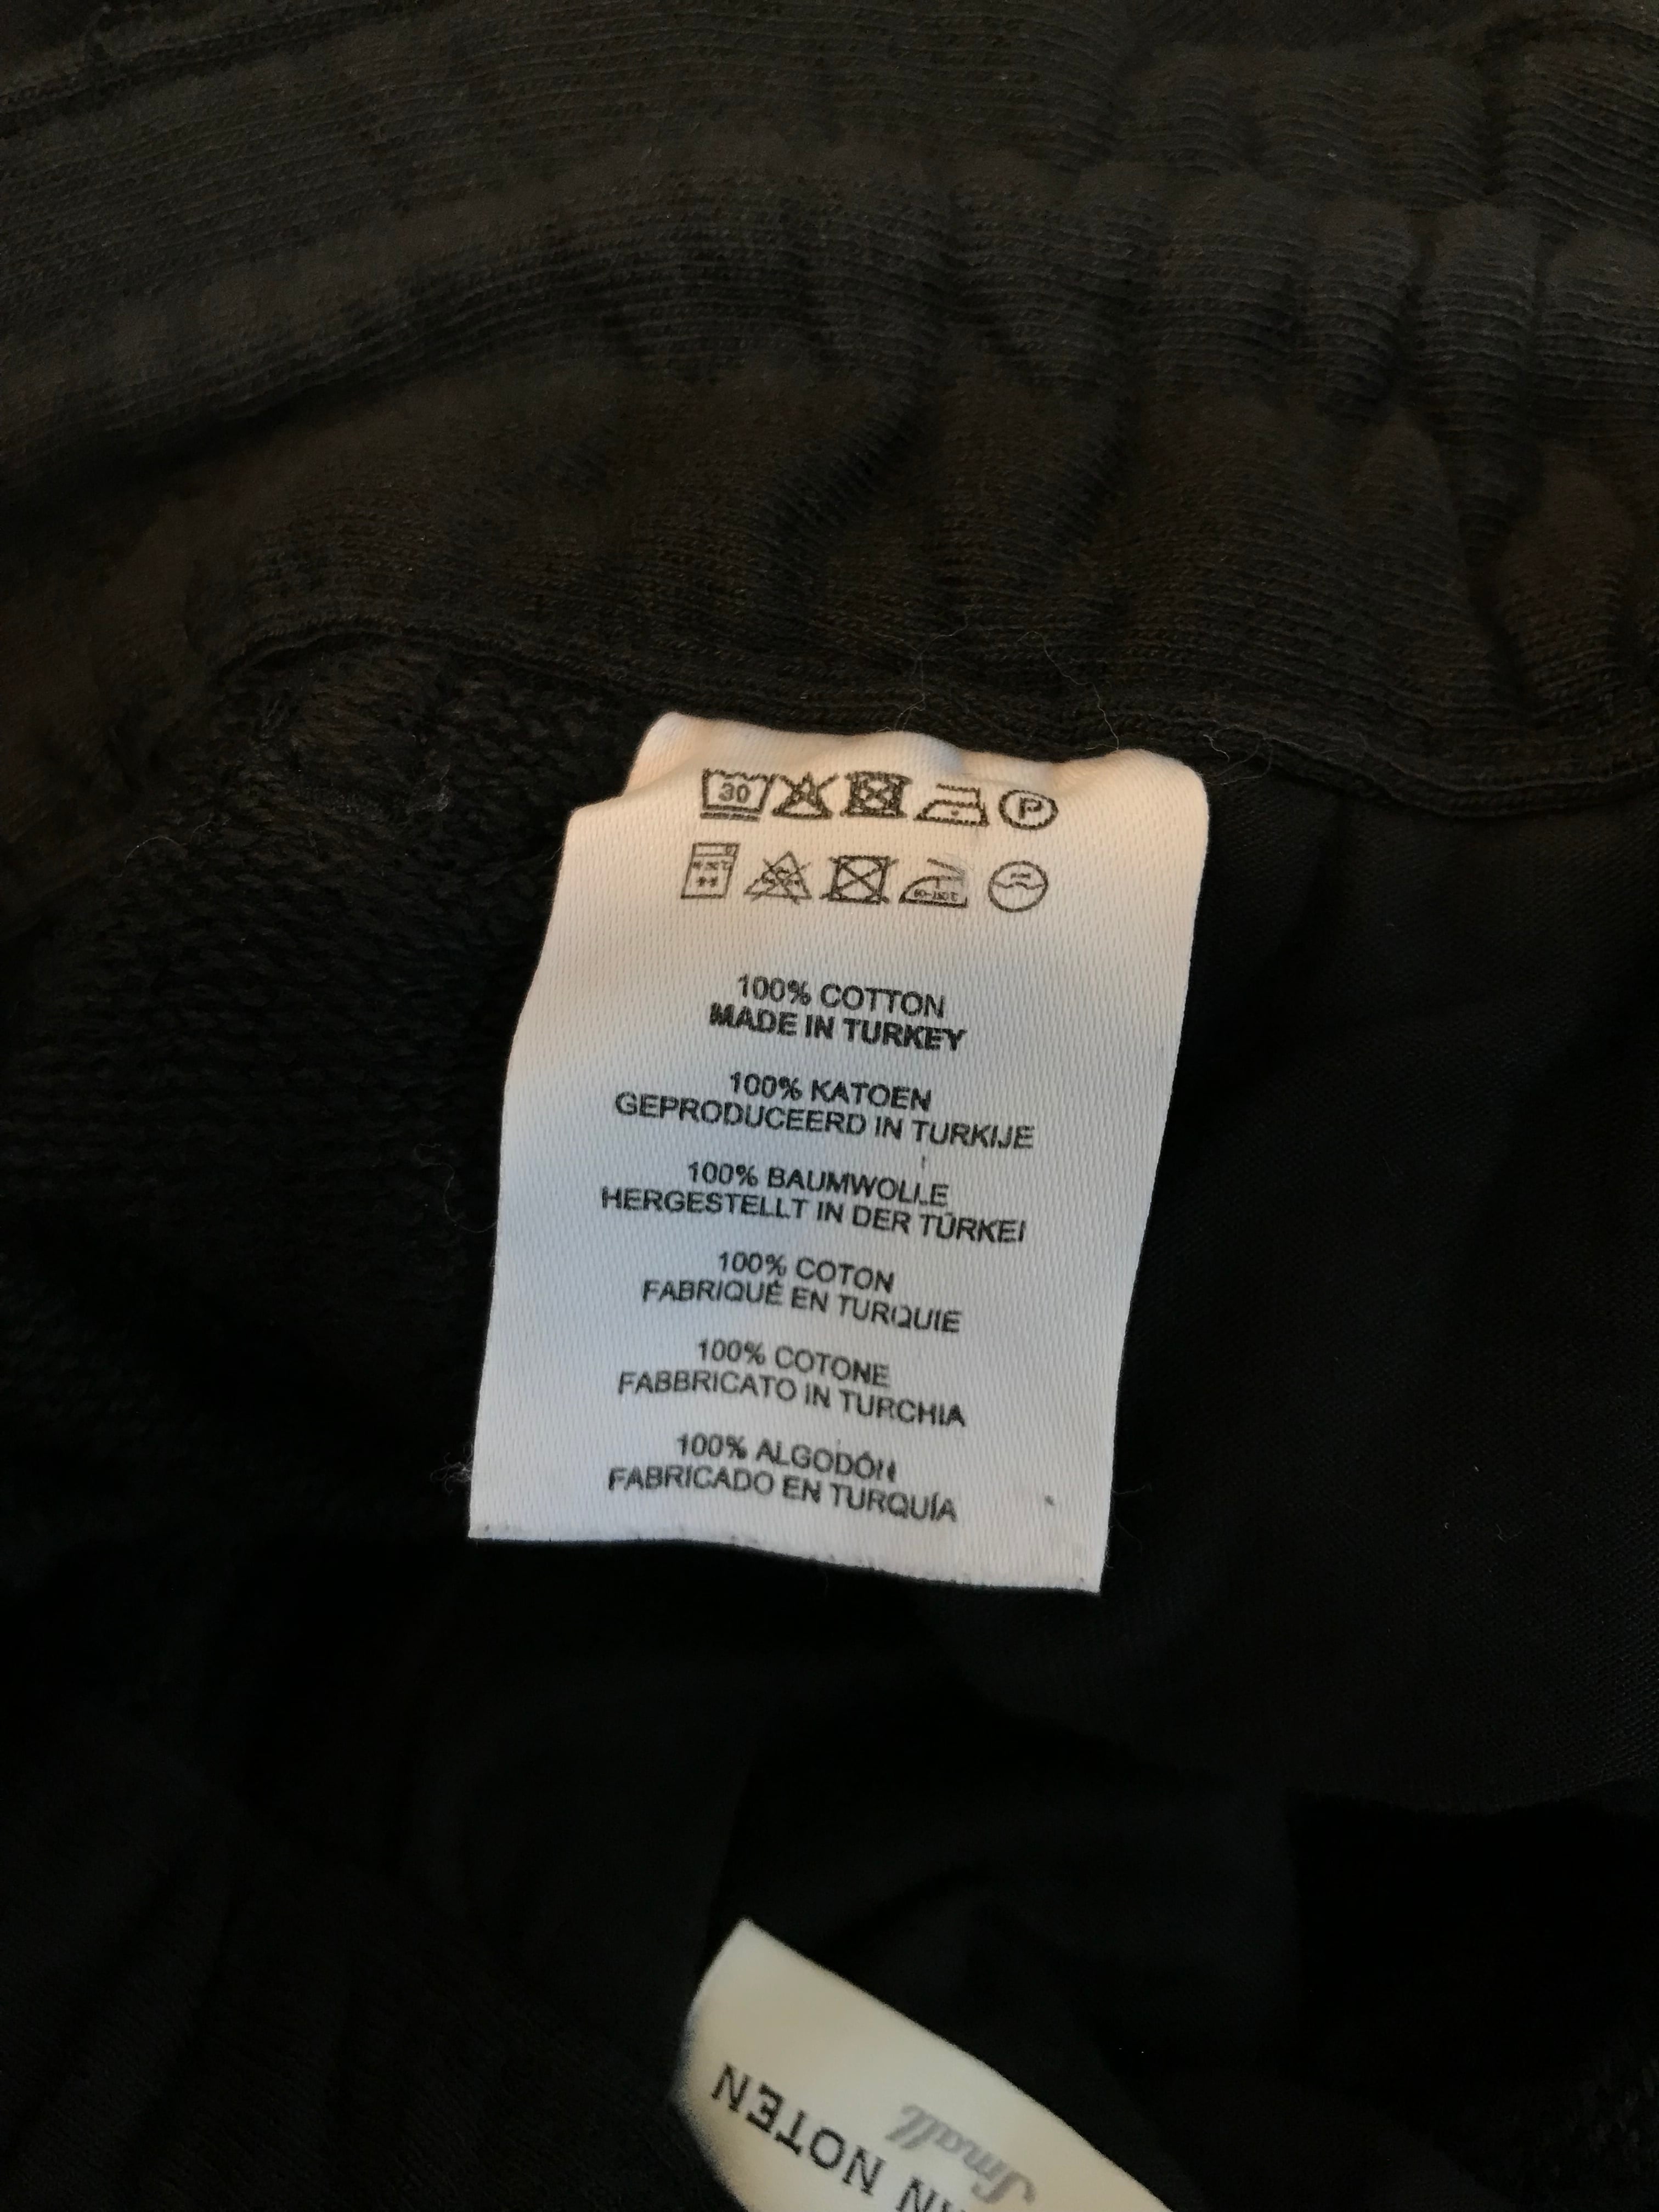 30 P
100% COTTON
MADE IN TURKEY
100% KATOEN
GEPRODUCEERD IN TURKIJE
100% BAUMWOLLE
HERGESTELLT IN DER TÜRKEI
100% COTON
FABRIQUÉ EN TURQUIE
100% COTONE
FABBRICATO IN TURCHIA
100% ALGODÓN
FABRICADO EN TURQUÍA
Small
NOTEN